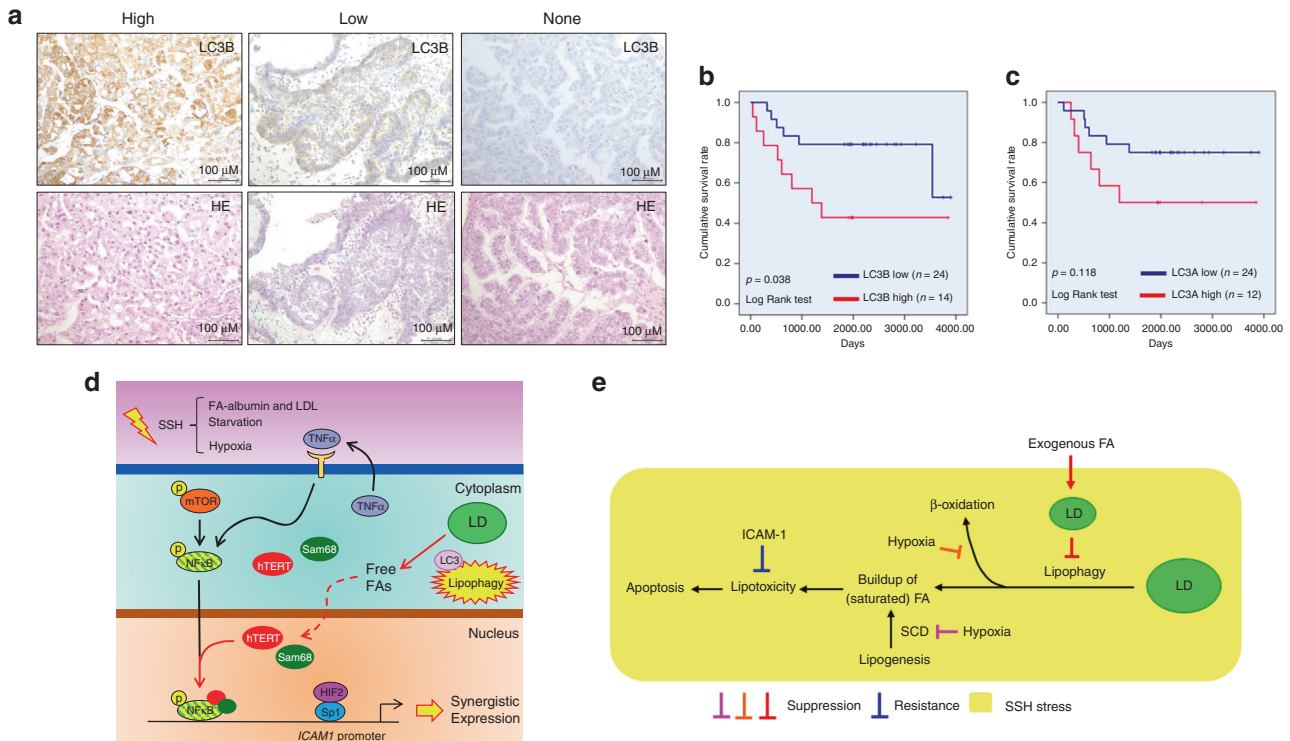 a
High
Low
None
LC3B
LC3B
LC3B
100 μM
100 μM
100 μM
HE
HE
HE
100 μM
100 μM
100 μM
b
Cumulative survival rate
1.0
0.8
0.6
0.4
0.2
0.0
p = 0.038
Log Rank test
LC3B low (n = 24)
LC3B high (n = 14)
0.00
1000.00
2000.00
3000.00
4000.00
Days
c
Cumulative survival rate
1.0
0.8
0.6
0.4
0.2
0.0
p = 0.118
Log Rank test
LC3A low (n = 24)
LC3A high (n = 12)
0.00
1000.00
2000.00
3000.00
4000.00
Days
d
SSH
FA-albumin and LDL
Starvation
Hypoxia
TNFα
Cytoplasm
p
mTOR
TNFα
LD
p
NFκB
hTERT
Sam68
LC3
Lipophagy
Free
FAs
Nucleus
hTERT
Sam68
p
NFκB
HIF2
Sp1
Synergistic
Expression
ICAM1 promoter
e
Exogenous FA
LD
β-oxidation
ICAM-1
Hypoxia
Lipophagy
Apoptosis
Lipotoxicity
Buildup of
(saturated) FA
LD
SCD
Hypoxia
Lipogenesis
Suppression
Resistance
SSH stress